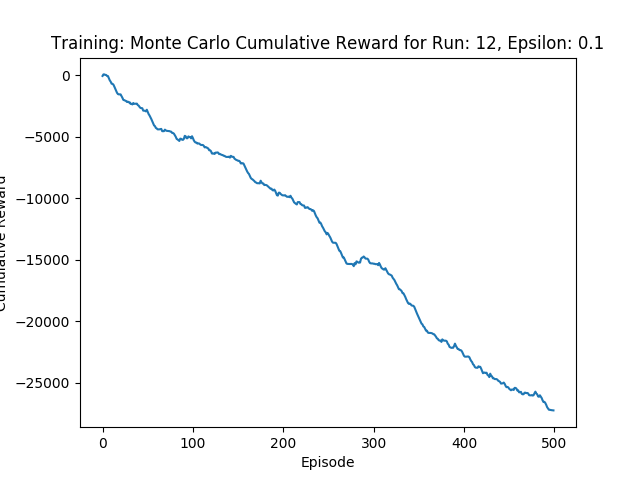 Training: Monte Carlo Cumulative Reward for Run: 12, Epsilon: 0.1
0
−5000
−10000
−15000
−20000
−25000
Cumulative Reward
0 100 200 300 400 500
Episode